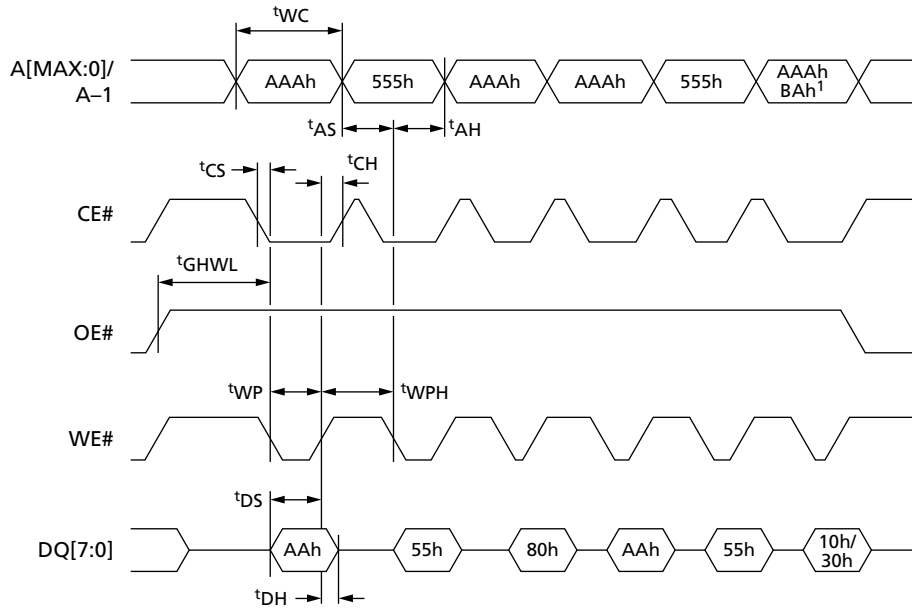 tWC
A[MAX:0]/
A–1
AAAh
555h
AAAh
AAAh
555h
AAAh
BAh1
tAS
tAH
tCS
tCH
CE#
tGHWL
OE#
tWP
tWPH
WE#
tDS
DQ[7:0]
AAh
55h
80h
AAh
55h
10h/
30h
tDH